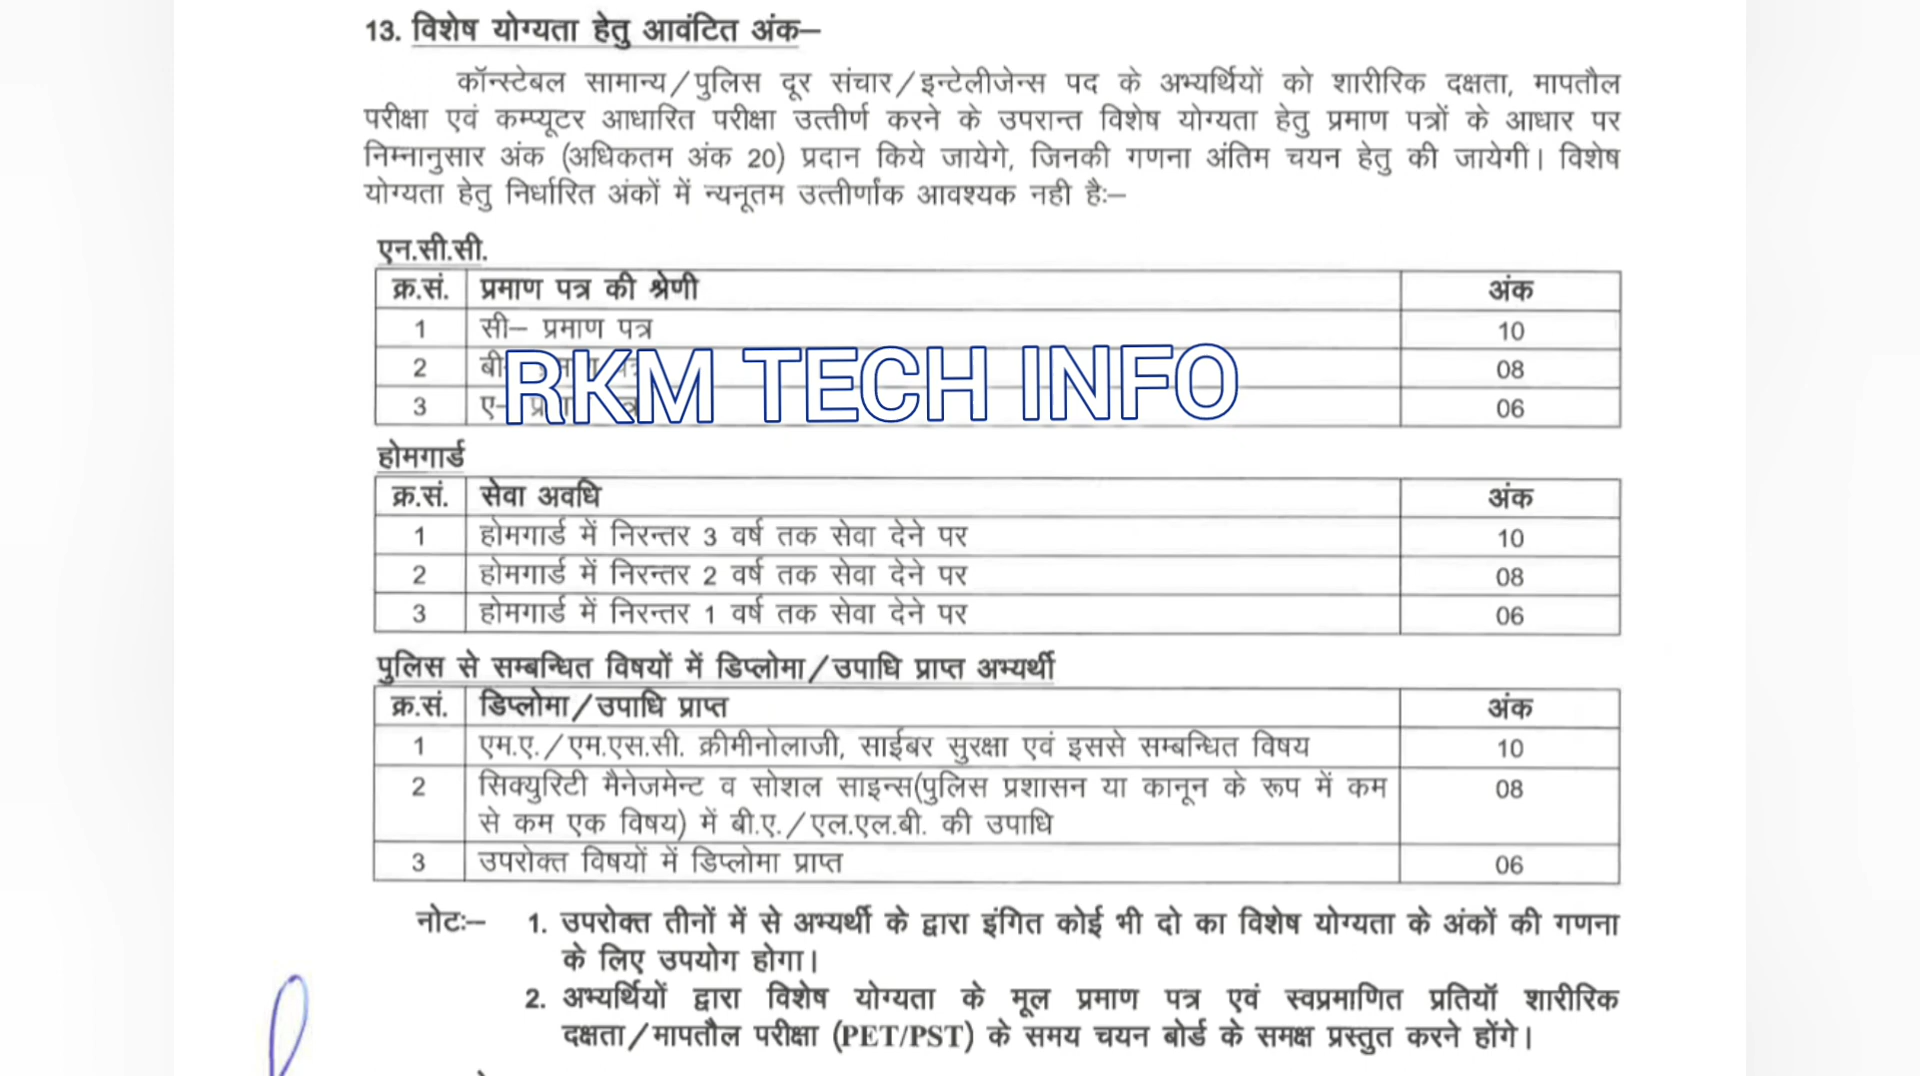 13. विशेष योग्यता हेतु आवंटित अंक–
कॉन्स्टेबल सामान्य/पुलिस दूर संचार/इन्टेलीजेन्स पद के अभ्यर्थियों को शारीरिक दक्षता, मापतौल
परीक्षा एवं कम्प्यूटर आधारित परीक्षा उत्तीर्ण करने के उपरान्त विशेष योग्यता हेतु प्रमाण पत्रों के आधार पर
निम्नानुसार अंक (अधिकतम अंक 20) प्रदान किये जायेगे, जिनकी गणना अंतिम चयन हेतु की जायेगी। विशेष
योग्यता हेतु निर्धारित अंकों में न्यनूतम उत्तीर्णांक आवश्यक नही हैः–
एन.सी.सी.
क्र.सं. प्रमाण पत्र की श्रेणी अंक
1 सी– प्रमाण पत्र 10
2 बी– 08
3 ए– 06
RKM TECH INFO
होमगार्ड
क्र.सं. सेवा अवधि अंक
1 होमगार्ड में निरन्तर 3 वर्ष तक सेवा देने पर 10
2 होमगार्ड में निरन्तर 2 वर्ष तक सेवा देने पर 08
3 होमगार्ड में निरन्तर 1 वर्ष तक सेवा देने पर 06
पुलिस से सम्बन्धित विषयों में डिप्लोमा/उपाधि प्राप्त अभ्यर्थी
क्र.सं. डिप्लोमा/उपाधि प्राप्त अंक
1 एम.ए./एम.एस.सी. क्रीमीनोलाजी, साईबर सुरक्षा एवं इससे सम्बन्धित विषय 10
2 सिक्युरिटी मैनेजमेन्ट व सोशल साइन्स(पुलिस प्रशासन या कानून के रूप में कम 08
से कम एक विषय) में बी.ए./एल.एल.बी. की उपाधि
3 उपरोक्त विषयों में डिप्लोमा प्राप्त 06
नोटः– 1. उपरोक्त तीनों में से अभ्यर्थी के द्वारा इंगित कोई भी दो का विशेष योग्यता के अंकों की गणना
के लिए उपयोग होगा।
2. अभ्यर्थियों द्वारा विशेष योग्यता के मूल प्रमाण पत्र एवं स्वप्रमाणित प्रतियॉ शारीरिक
दक्षता/मापतौल परीक्षा (PET/PST) के समय चयन बोर्ड के समक्ष प्रस्तुत करने होंगे।